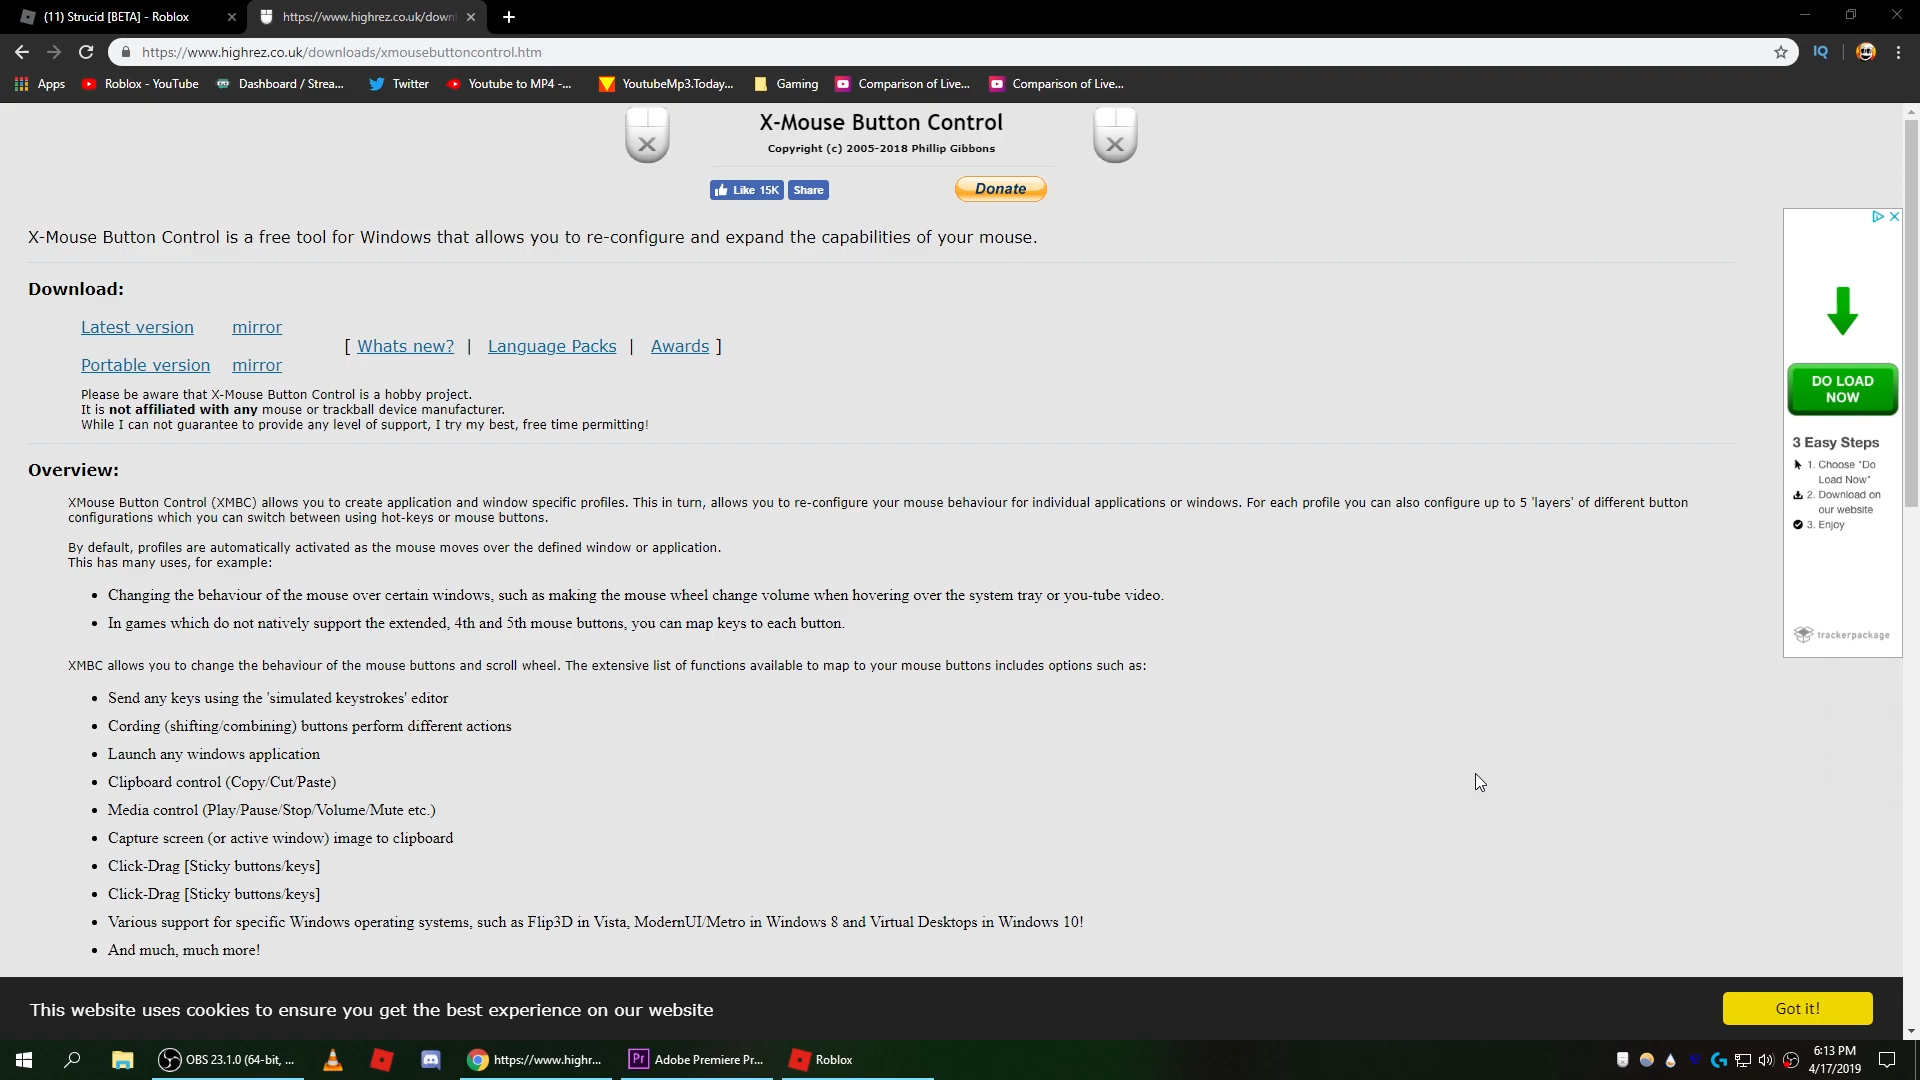 (11) Strucid [BETA] - Roblox
https://www.highrez.co.uk/down
https://www.highrez.co.uk/downloads/xmousebuttoncontrol.htm
IQ
Apps
Roblox - YouTube
Dashboard / Strea...
Twitter
Youtube to MP4 -...
YoutubeMp3.Today...
Gaming
Comparison of Live...
Comparison of Live...
X-Mouse Button Control
Copyright (c) 2005-2018 Phillip Gibbons
Like 15K
Share
Donate
X-Mouse Button Control is a free tool for Windows that allows you to re-configure and expand the capabilities of your mouse.
Download:
Latest version mirror
[ Whats new? | Language Packs | Awards ]
Portable version mirror
Please be aware that X-Mouse Button Control is a hobby project.
It is not affiliated with any mouse or trackball device manufacturer.
While I can not guarantee to provide any level of support, I try my best, free time permitting!
DO LOAD
NOW
3 Easy Steps
1. Choose "Do
Load Now"
2. Download on
our website
3. Enjoy
trackerpackage
Overview:
XMouse Button Control (XMBC) allows you to create application and window specific profiles. This in turn, allows you to re-configure your mouse behaviour for individual applications or windows. For each profile you can also configure up to 5 'layers' of different button
configurations which you can switch between using hot-keys or mouse buttons.
By default, profiles are automatically activated as the mouse moves over the defined window or application.
This has many uses, for example:
• Changing the behaviour of the mouse over certain windows, such as making the mouse wheel change volume when hovering over the system tray or you-tube video.
• In games which do not natively support the extended, 4th and 5th mouse buttons, you can map keys to each button.
XMBC allows you to change the behaviour of the mouse buttons and scroll wheel. The extensive list of functions available to map to your mouse buttons includes options such as:
• Send any keys using the 'simulated keystrokes' editor
• Cording (shifting/combining) buttons perform different actions
• Launch any windows application
• Clipboard control (Copy/Cut/Paste)
• Media control (Play/Pause/Stop/Volume/Mute etc.)
• Capture screen (or active window) image to clipboard
• Click-Drag [Sticky buttons/keys]
• Click-Drag [Sticky buttons/keys]
• Various support for specific Windows operating systems, such as Flip3D in Vista, ModernUI/Metro in Windows 8 and Virtual Desktops in Windows 10!
• And much, much more!
This website uses cookies to ensure you get the best experience on our website
Got it!
OBS 23.1.0 (64-bit, ...
https://www.highr...
Pr
Adobe Premiere Pr...
Roblox
6:13 PM
4/17/2019